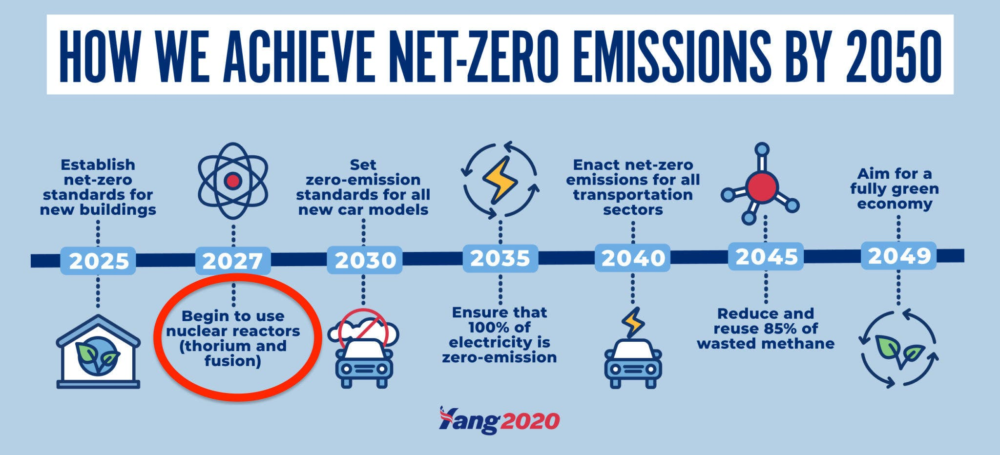 HOW WE ACHIEVE NET-ZERO EMISSIONS BY 2050
Establish
net-zero
standards for
new buildings
2025
2027
Begin to use
nuclear reactors
(thorium and
fusion)
Set
zero-emission
standards for all
new car models
2030
2035
Ensure that
100% of
electricity is
zero-emission
Enact net-zero
emissions for all
transportation
sectors
2040
2045
Reduce and
reuse 85% of
wasted methane
Aim for a
fully green
economy
2049
Yang2020